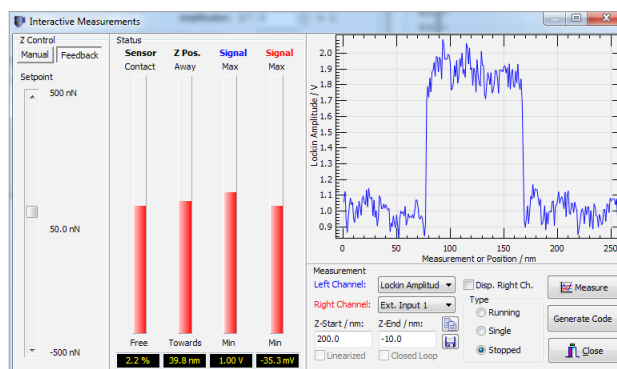 Interactive Measurements
Z Control
Manual Feedback
Setpoint
500 nN
50.0 nN
-500 nN
Status
Sensor Z Pos. Signal Signal
Contact Away Max Max
Free Towards Min Min
2.2 % 39.8 nm 1.00 V -35.3 mV
Lockin Amplitude / V
2.0
1.9
1.8
1.7
1.6
1.5
1.4
1.3
1.2
1.1
1.0
0.9
0 50 100 150 200 250
Measurement or Position / nm
Measurement
Left Channel: Lockin Amplitud Disp. Right Ch.
Right Channel: Ext. Input 1
Z-Start / nm: Z-End / nm:
200.0 -10.0
Linearized Closed Loop
Type
Running
Single
Stopped
Measure
Generate Code
Close